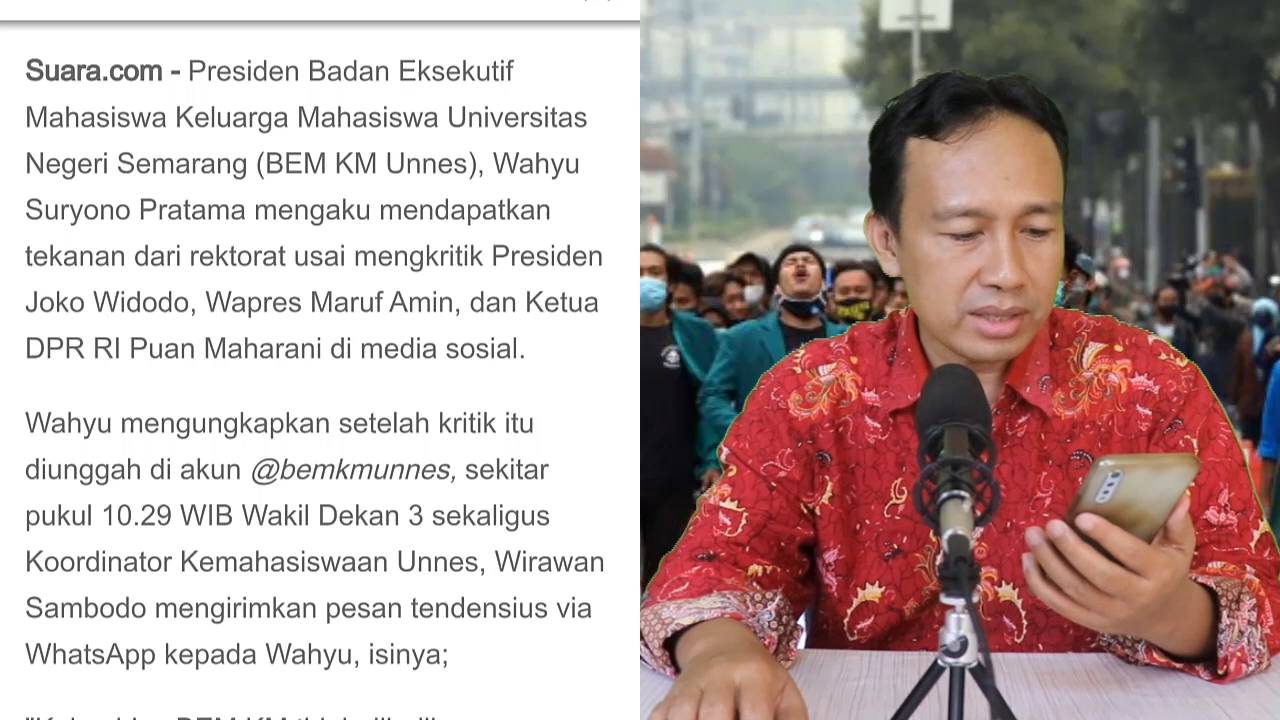 Suara.com - Presiden Badan Eksekutif
Mahasiswa Keluarga Mahasiswa Universitas
Negeri Semarang (BEM KM Unnes), Wahyu
Suryono Pratama mengaku mendapatkan
tekanan dari rektorat usai mengkritik Presiden
Joko Widodo, Wapres Maruf Amin, dan Ketua
DPR RI Puan Maharani di media sosial.
Wahyu mengungkapkan setelah kritik itu
diunggah di akun @bemkmunnes, sekitar
pukul 10.29 WIB Wakil Dekan 3 sekaligus
Koordinator Kemahasiswaan Unnes, Wirawan
Sambodo mengirimkan pesan tendensius via
WhatsApp kepada Wahyu, isinya;